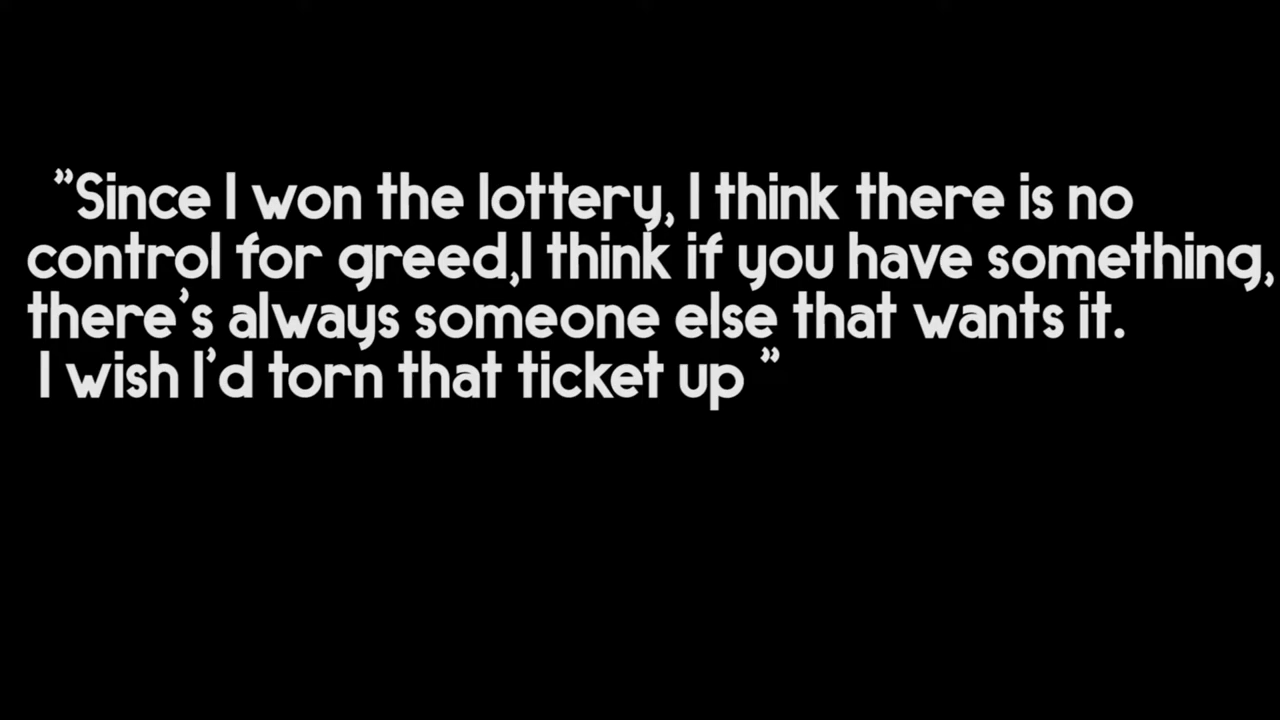 "Since I won the lottery, I think there is no
control for greed,I think if you have something,
there's always someone else that wants it.
I wish I'd torn that ticket up "